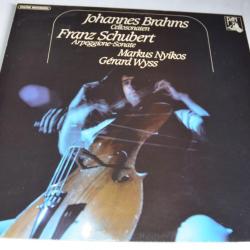 Johannes Brahms
Cellosonaten
Franz Schubert
Arpeggione-Sonate
Markus Nyikos
Gérard Wyss